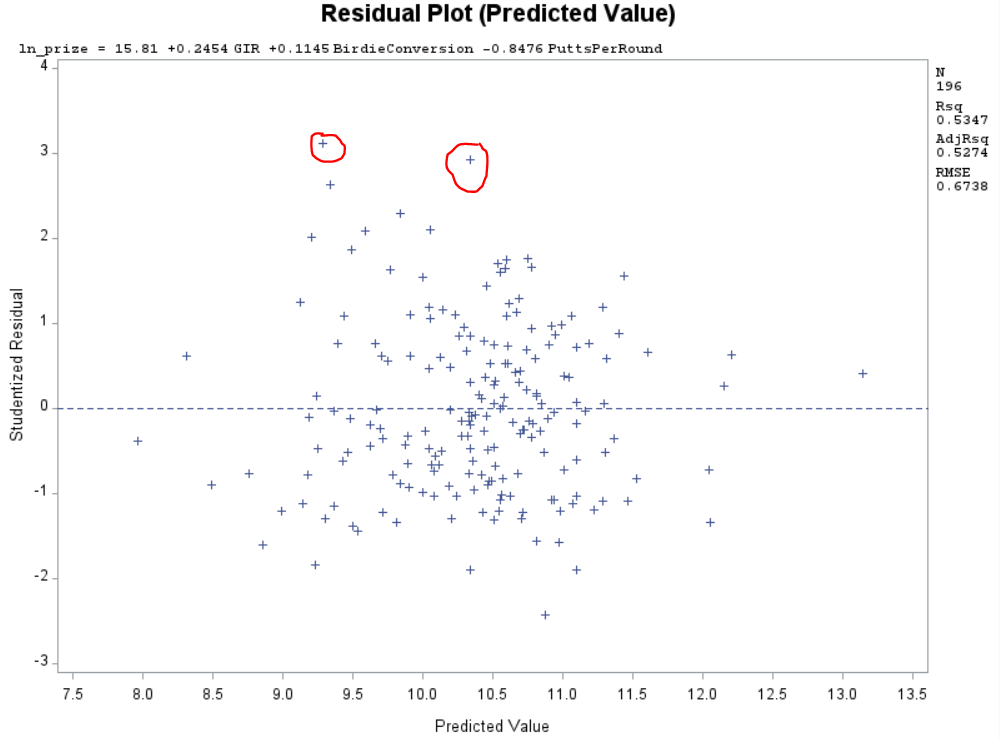 Residual Plot (Predicted Value)
ln_prize = 15.81 +0.2454 GIR +0.1145 BirdieConversion -0.8476 PuttsPerRound
4
3
2
1
0
-1
-2
-3
Studentized Residual
7.5 8.0 8.5 9.0 9.5 10.0 10.5 11.0 11.5 12.0 12.5 13.0 13.5
Predicted Value
N
196
Rsq
0.5347
AdjRsq
0.5274
RMSE
0.6738